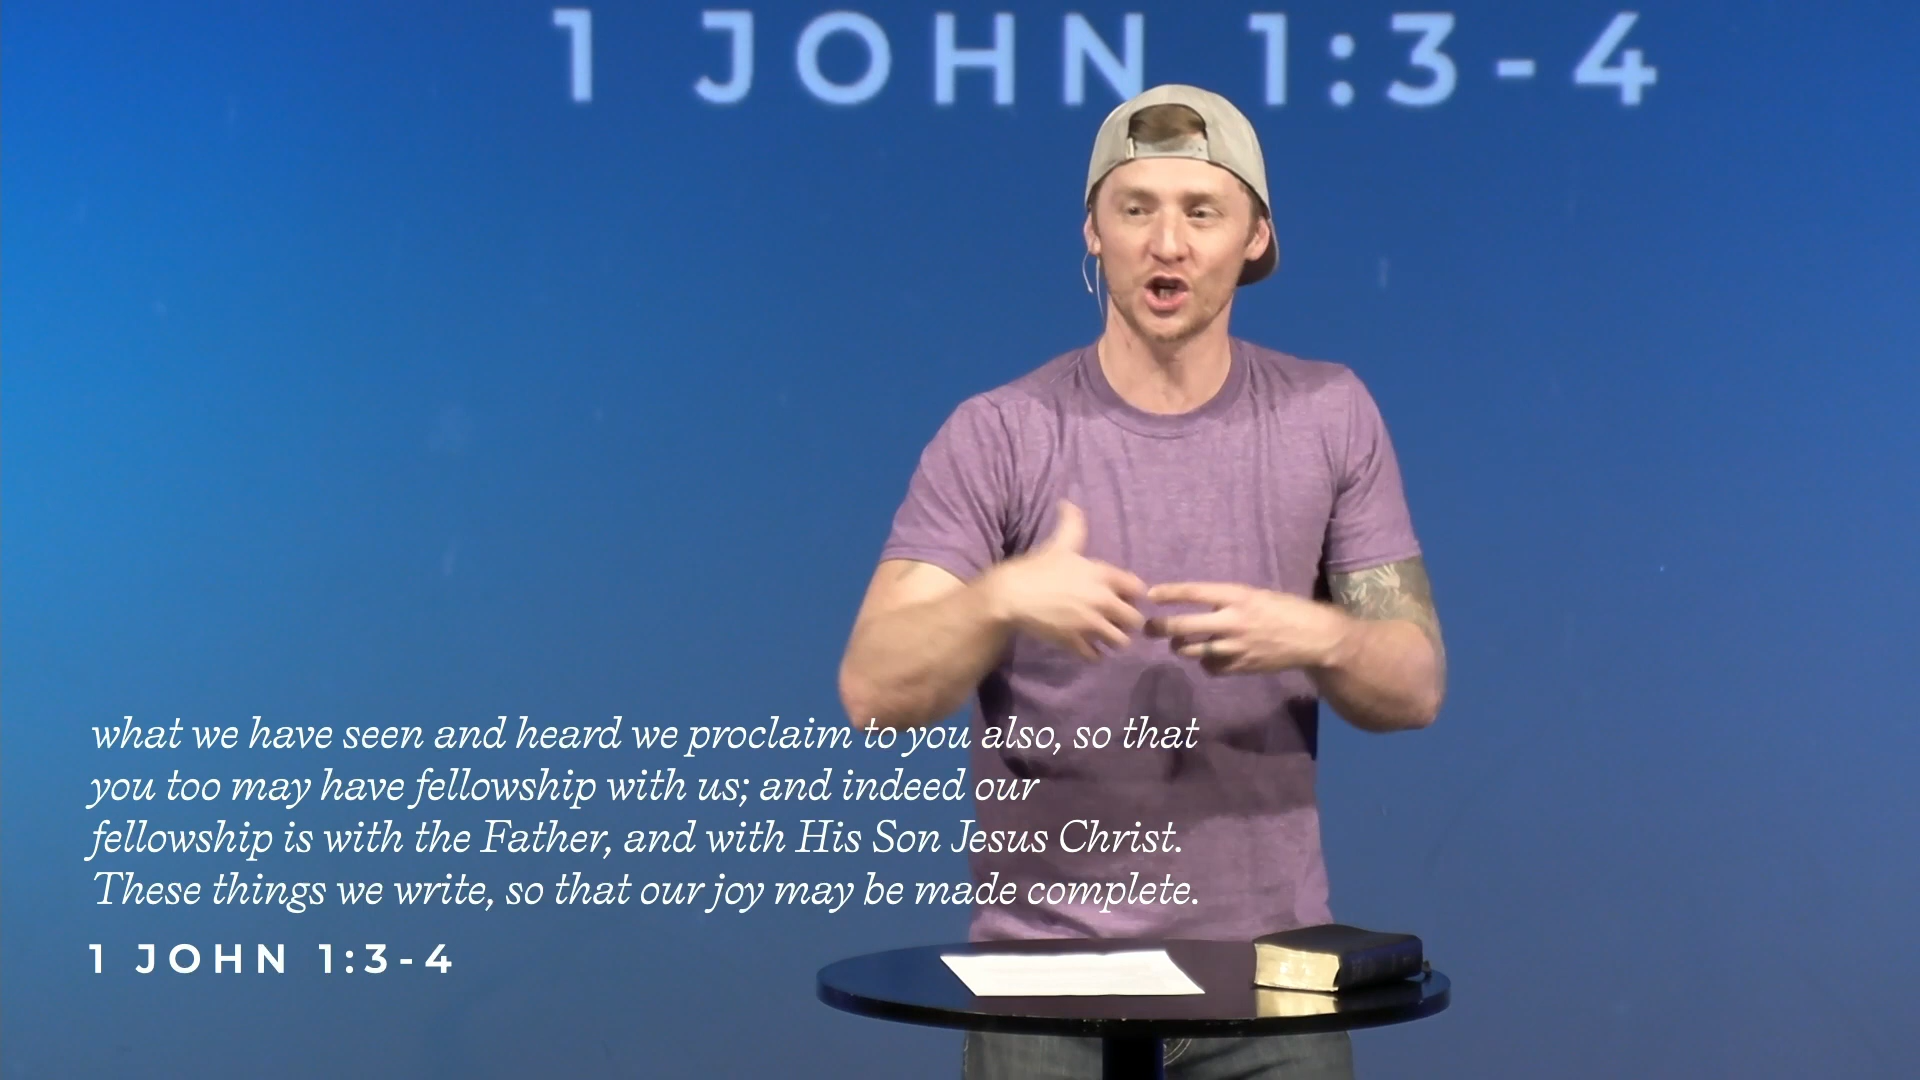 1 JOHN 1:3-4
what we have seen and heard we proclaim to you also, so that
you too may have fellowship with us; and indeed our
fellowship is with the Father, and with His Son Jesus Christ.
These things we write, so that our joy may be made complete.
1 JOHN 1:3-4